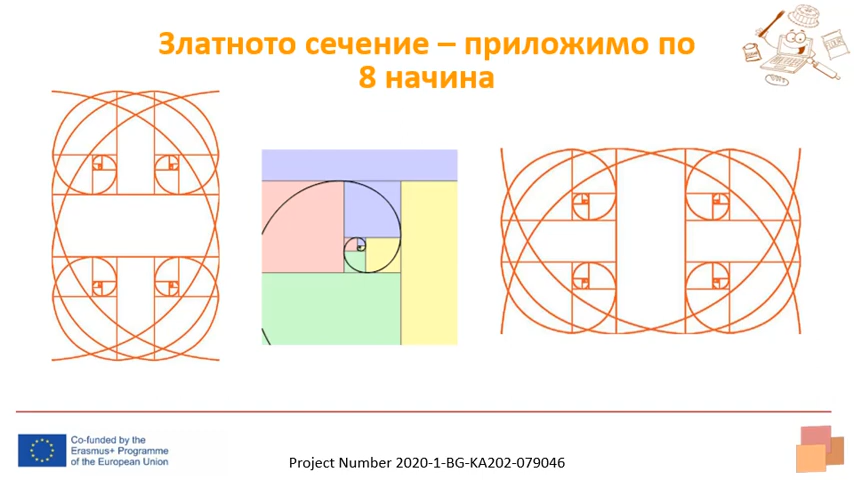 Златното сечение – приложимо по
8 начина
Co-funded by the
Erasmus+ Programme
of the European Union
Project Number 2020-1-BG-KA202-079046